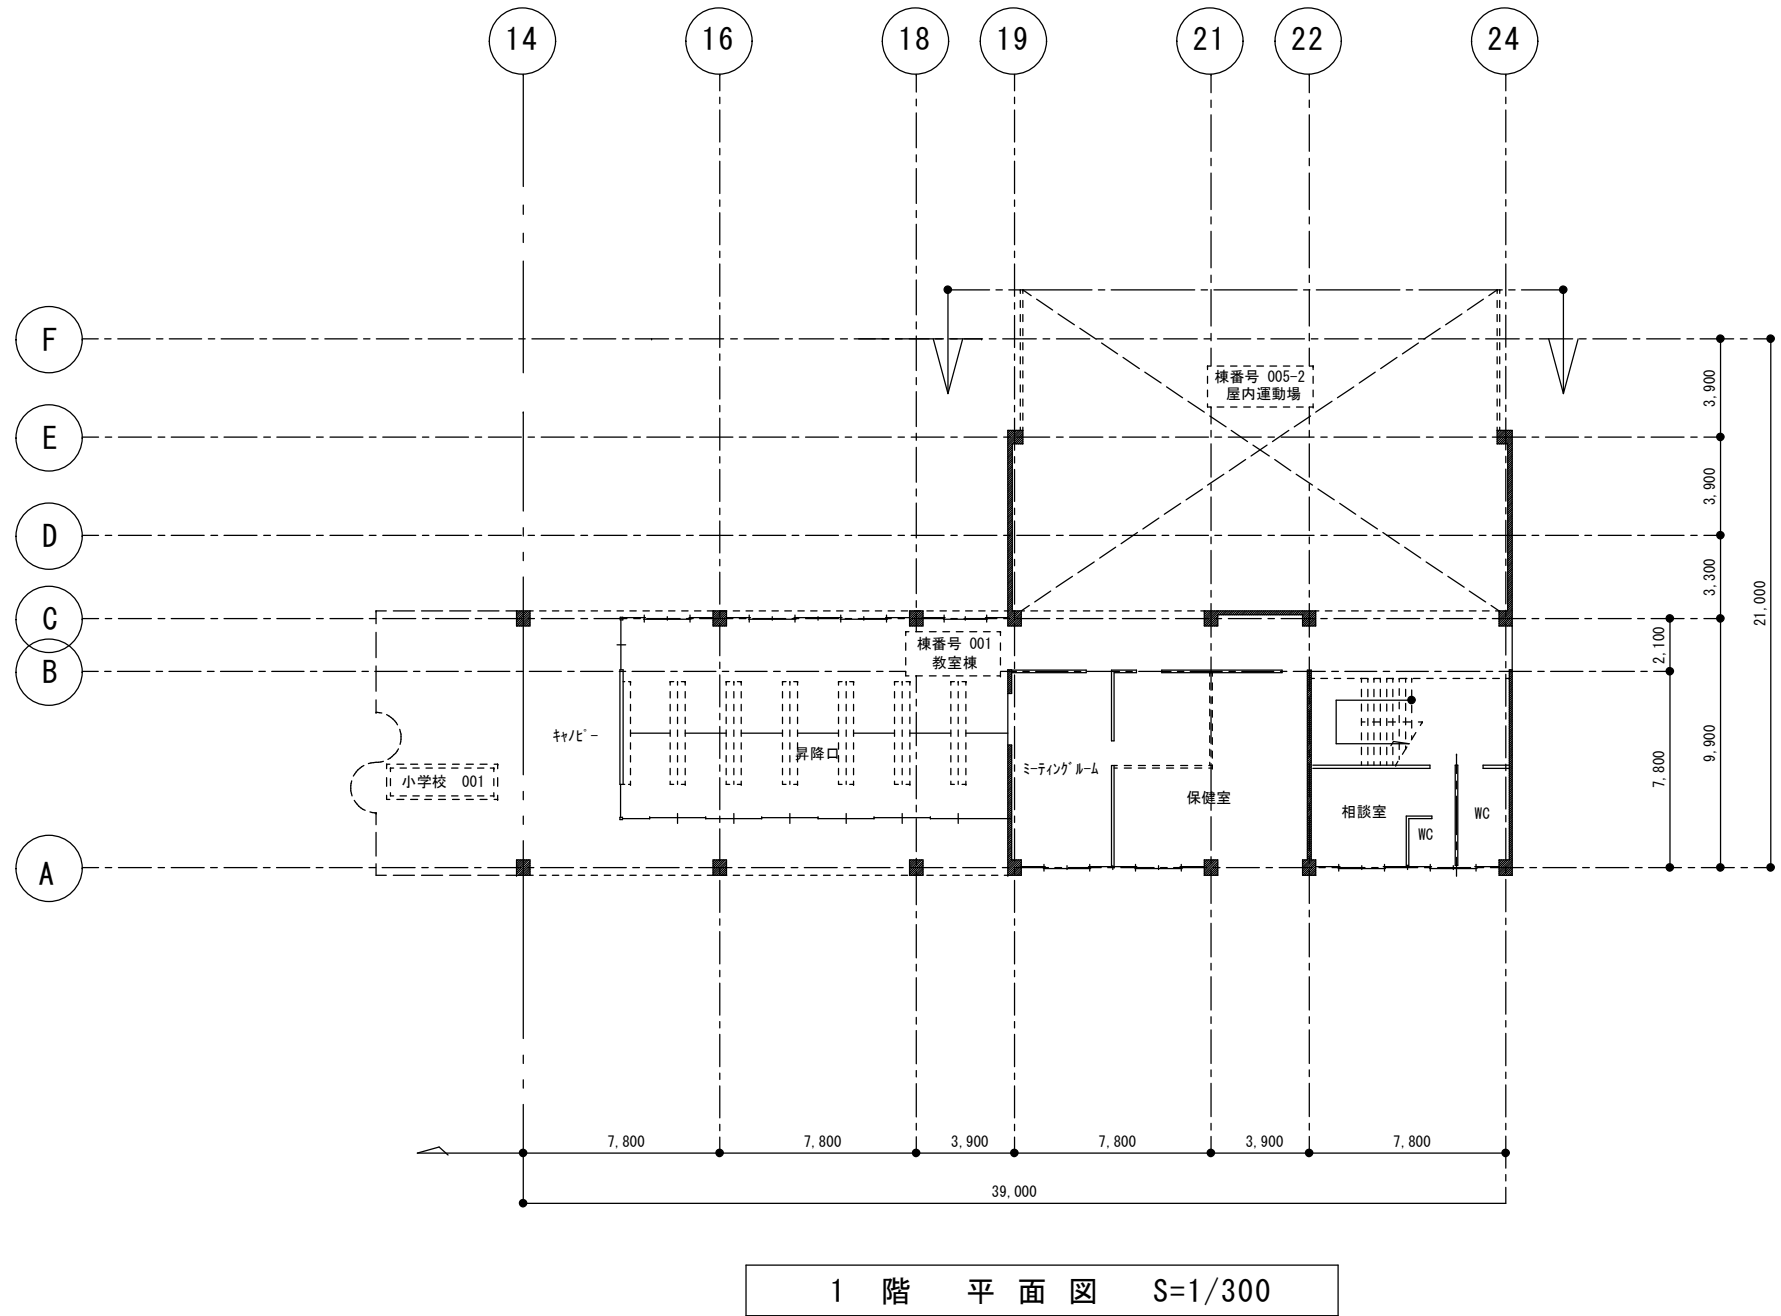 14 16 18 19 21 22 24
F
E
D
C
B
A
棟番号 005-2
屋内運動場
棟番号 001
教室棟
キャノピー
昇降口
小学校 001
ミーティングルーム
保健室
相談室
WC
WC
3,900
3,900
3,300
2,100
7,800
9,900
21,000
7,800 7,800 3,900 7,800 3,900 7,800
39,000
1 階 平 面 図 S=1/300